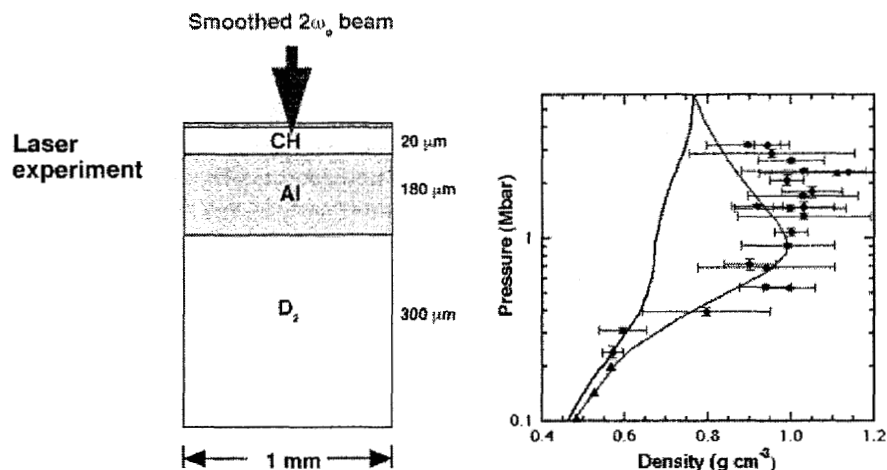 Smoothed 2ω₀ beam
Laser
experiment
CH
20 μm
Al
180 μm
D₂
300 μm
1 mm
Pressure (Mbar)
1
0.1
0.4
0.6
0.8
1.0
1.2
Density (g cm⁻³)